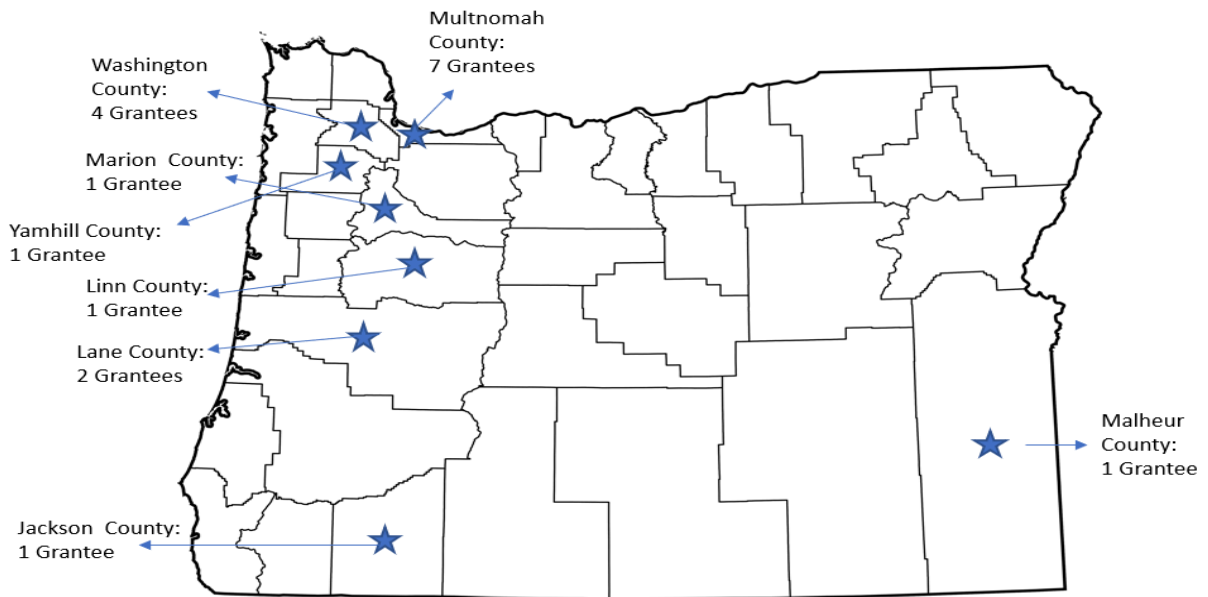 Multnomah
County:
7 Grantees
Washington
County:
4 Grantees
Marion  County:
1 Grantee
Yamhill County:
1 Grantee
Linn County:
1 Grantee
Lane County:
2 Grantees
Malheur
County:
1 Grantee
Jackson  County:
1 Grantee